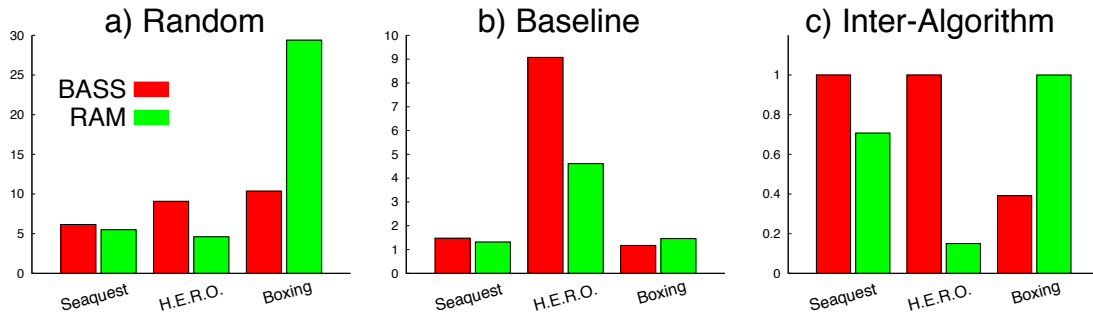 a) Random
30
25
20
15
10
5
0
BASS
RAM
Seaquest
H.E.R.O.
Boxing
b) Baseline
10
9
8
7
6
5
4
3
2
1
0
Seaquest
H.E.R.O.
Boxing
c) Inter-Algorithm
1
0.8
0.6
0.4
0.2
0
Seaquest
H.E.R.O.
Boxing